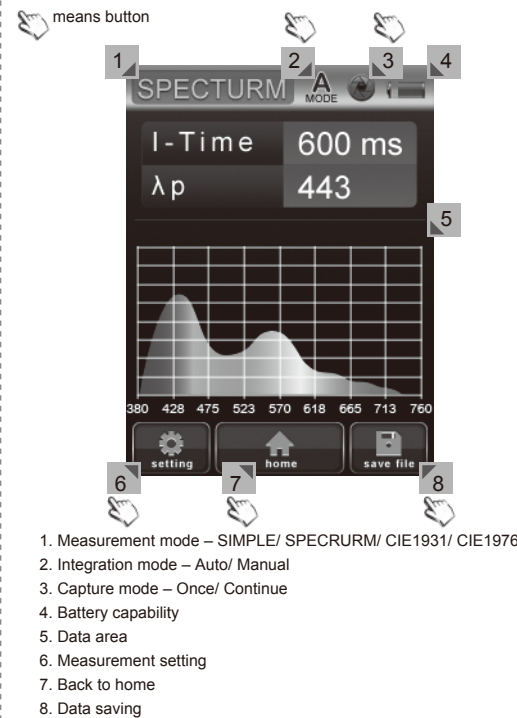 means button
1
2
3
4
SPECTURM
A
MODE
I-Time 600 ms
λp 443
5
380 428 475 523 570 618 665 713 760
setting home save file
6 7 8
1. Measurement mode – SIMPLE/ SPECRURM/ CIE1931/ CIE1976
2. Integration mode – Auto/ Manual
3. Capture mode – Once/ Continue
4. Battery capability
5. Data area
6. Measurement setting
7. Back to home
8. Data saving